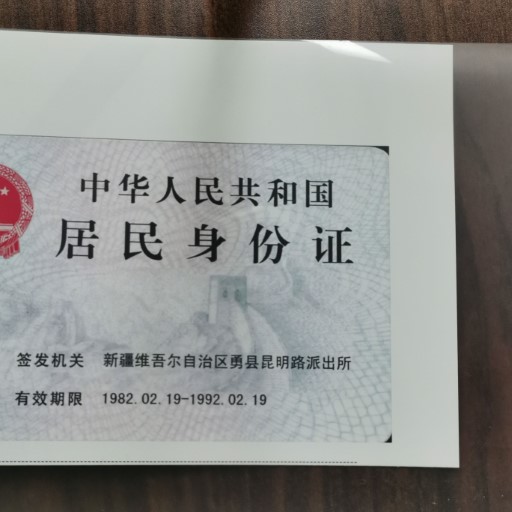 中华人民共和国
居民身份证
签发机关 新疆维吾尔自治区勇县昆明路派出所
有效期限 1982.02.19-1992.02.19